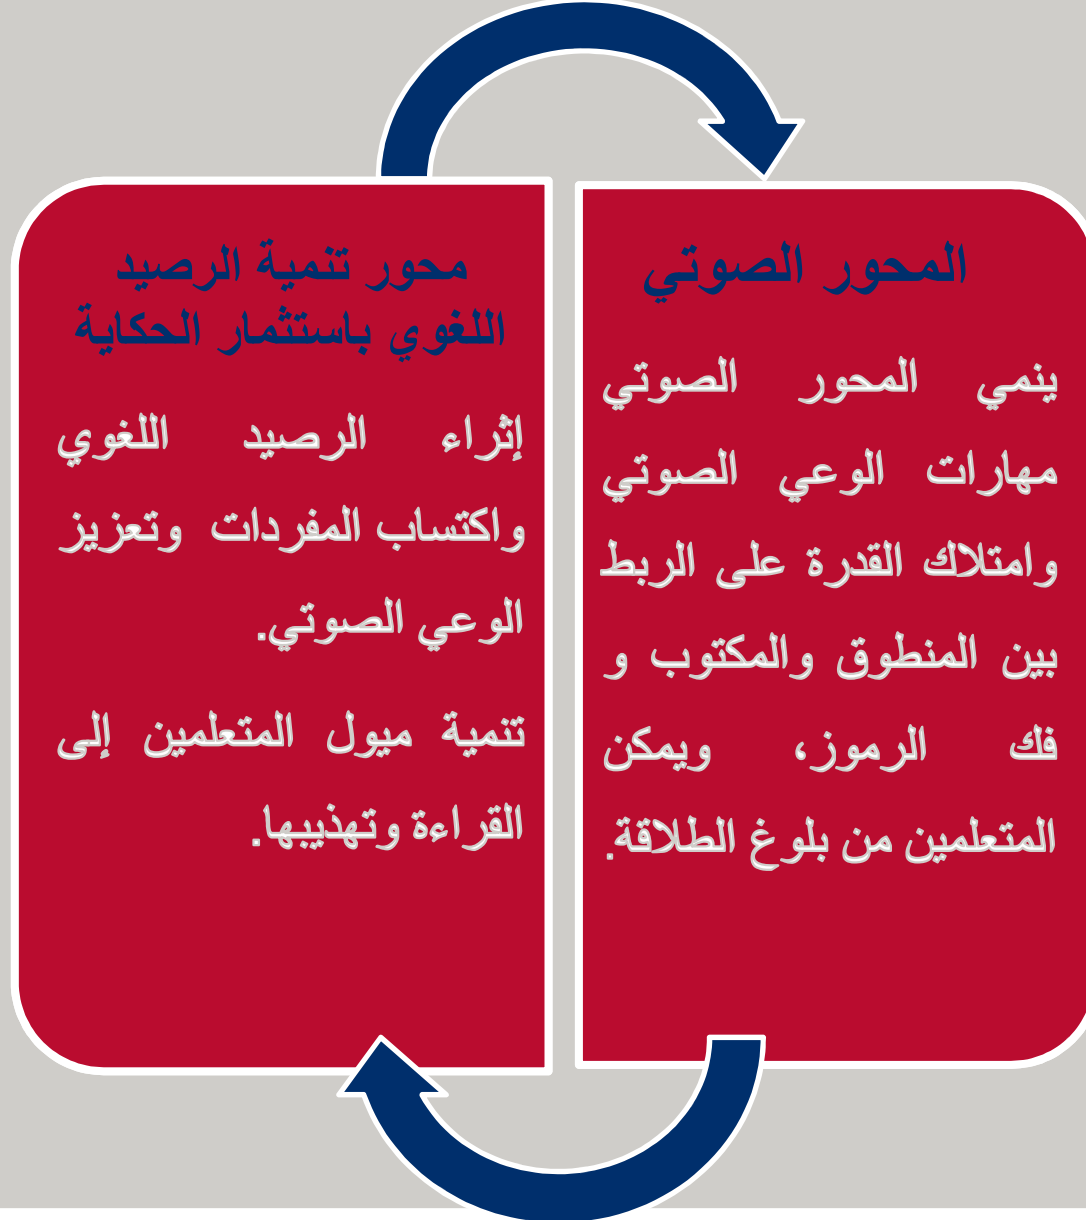 المحور الصوتي
ينمي المحور الصوتي
مهارات الوعي الصوتي
وامتلاك القدرة على الربط
بين المنطوق والمكتوب و
فك الرموز، ويمكن
المتعلمين من بلوغ الطلاقة.
محور تنمية الرصيد
اللغوي باستثمار الحكاية
إثراء الرصيد اللغوي
واكتساب المفردات وتعزيز
الوعي الصوتي.
تنمية ميول المتعلمين إلى
القراءة وتهذيبها.